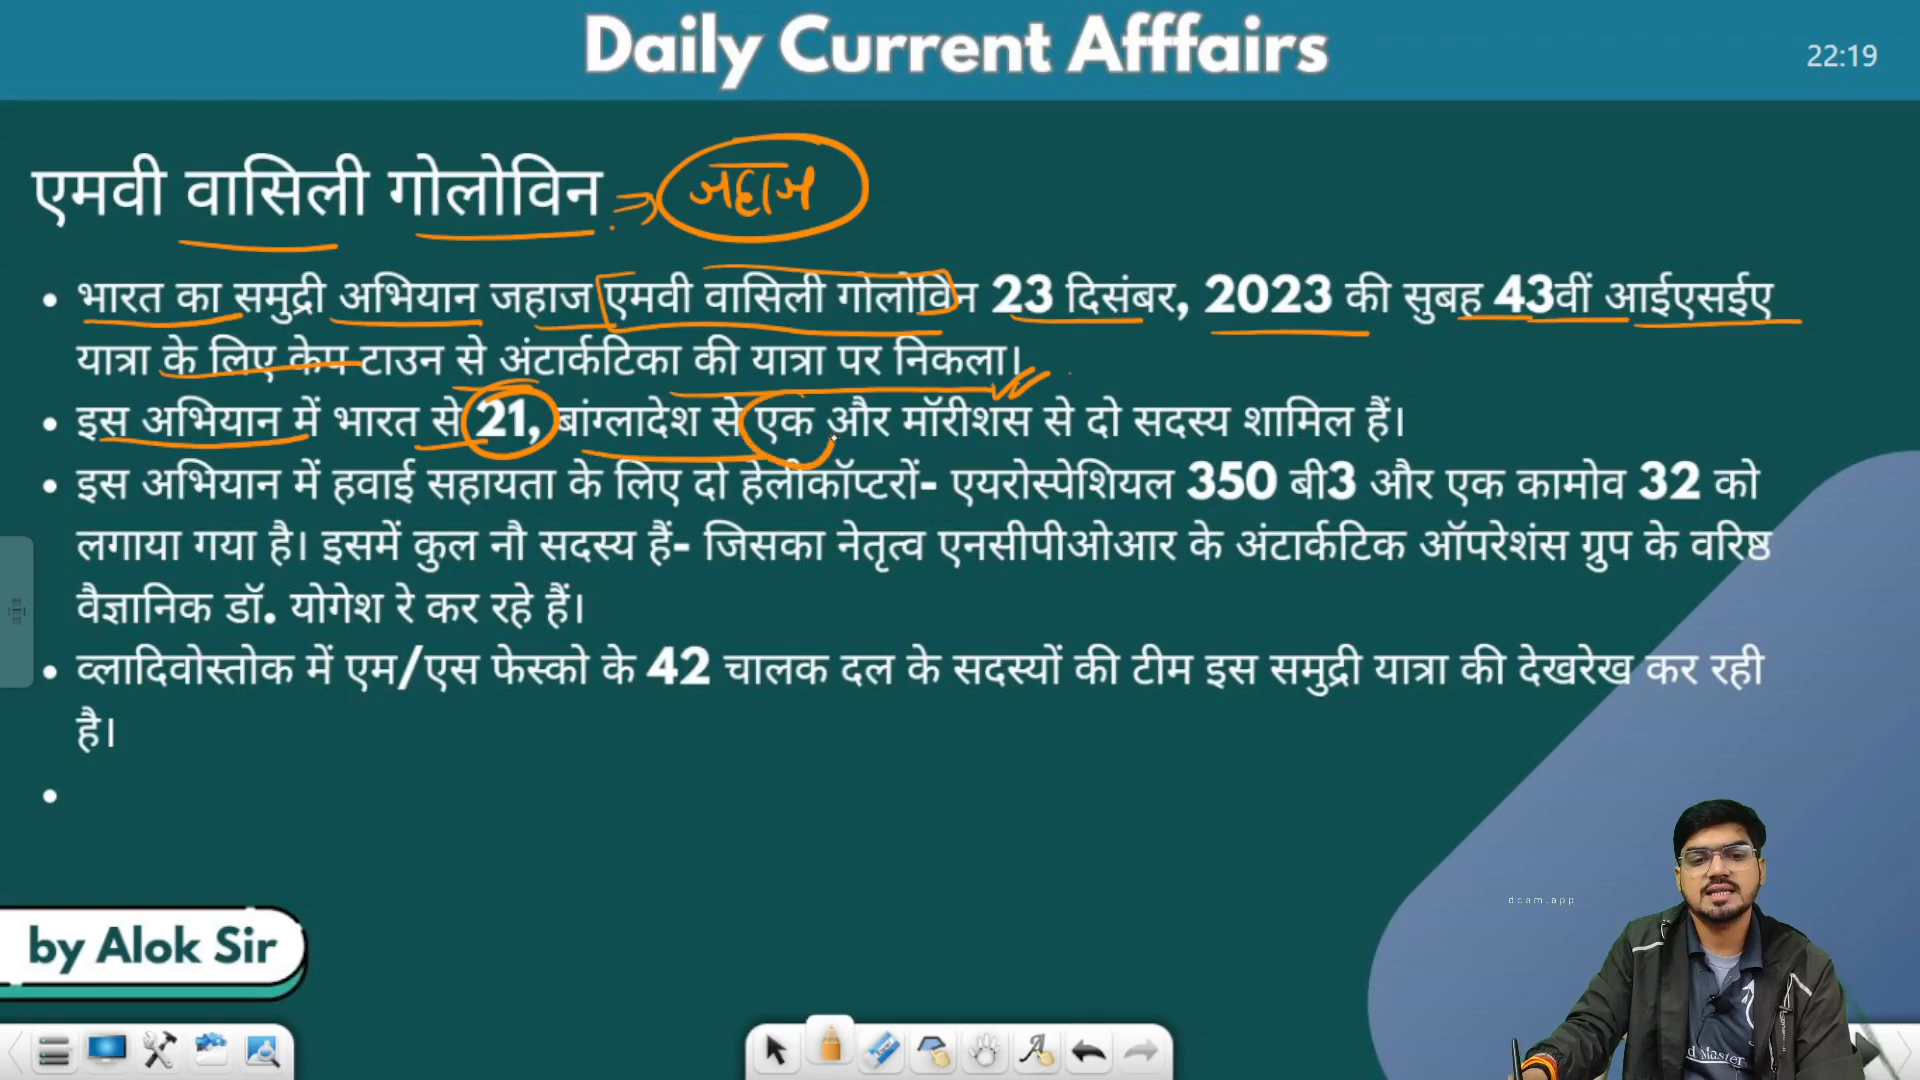 Daily Current Afffairs
22:19
एमवी वासिली गोलोविन ⇒ जहाज
• भारत का समुद्री अभियान जहाज एमवी वासिली गोलोविन 23 दिसंबर, 2023 की सुबह 43वीं आईएसईए
यात्रा के लिए केप टाउन से अंटार्कटिका की यात्रा पर निकला।
• इस अभियान में भारत से 21, बांग्लादेश से एक और मॉरीशस से दो सदस्य शामिल हैं।
• इस अभियान में हवाई सहायता के लिए दो हेलीकॉप्टरों- एयरोस्पेशियल 350 बी3 और एक कामोव 32 को
लगाया गया है। इसमें कुल नौ सदस्य हैं- जिसका नेतृत्व एनसीपीओआर के अंटार्कटिक ऑपरेशंस ग्रुप के वरिष्ठ
वैज्ञानिक डॉ. योगेश रे कर रहे हैं।
• व्लादिवोस्तोक में एम/एस फेस्को के 42 चालक दल के सदस्यों की टीम इस समुद्री यात्रा की देखरेख कर रही
है।
•
dcam.app
by Alok Sir
d Master